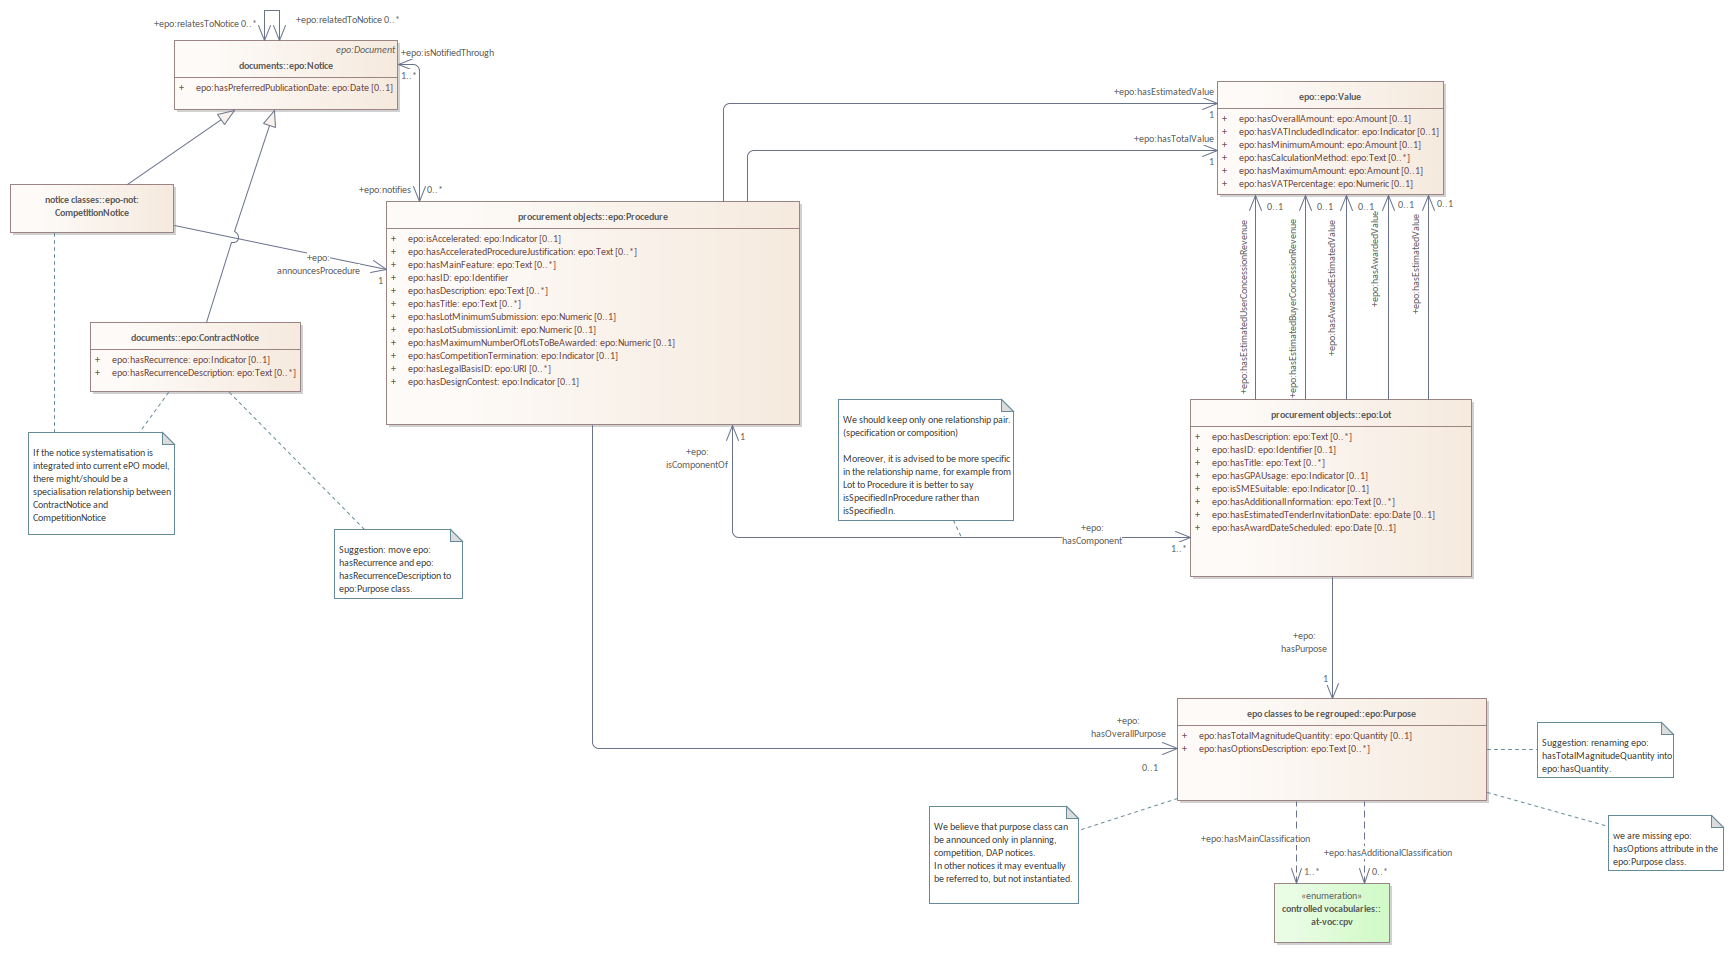 +epo:relatesToNotice 0..*
+epo:relatedToNotice 0..*
epo:Document
documents::epo:Notice
+ epo:hasPreferredPublicationDate: epo:Date [0..1]
+epo:isNotifiedThrough
1..*
+epo:notifies
0..*
notice classes::epo-not:
CompetitionNotice
+epo:
announcesProcedure
1
documents::epo:ContractNotice
+ epo:hasRecurrence: epo:Indicator [0..1]
+ epo:hasRecurrenceDescription: epo:Text [0..*]
If the notice systematisation is
integrated into current ePO model,
there might/should be a
specialisation relationship between
ContractNotice and
CompetitionNotice
Suggestion: move epo:
hasRecurrence and epo:
hasRecurrenceDescription to
epo:Purpose class.
procurement objects::epo:Procedure
+ epo:isAccelerated: epo:Indicator [0..1]
+ epo:hasAcceleratedProcedureJustification: epo:Text [0..*]
+ epo:hasMainFeature: epo:Text [0..*]
+ epo:hasID: epo:Identifier
+ epo:hasDescription: epo:Text [0..*]
+ epo:hasTitle: epo:Text [0..*]
+ epo:hasLotMinimumSubmission: epo:Numeric [0..1]
+ epo:hasLotSubmissionLimit: epo:Numeric [0..1]
+ epo:hasMaximumNumberOfLotsToBeAwarded: epo:Numeric [0..1]
+ epo:hasCompetitionTermination: epo:Indicator [0..1]
+ epo:hasLegalBasisID: epo:URI [0..*]
+ epo:hasDesignContest: epo:Indicator [0..1]
+epo:hasEstimatedValue
1
+epo:hasTotalValue
1
epo::epo:Value
+ epo:hasOverallAmount: epo:Amount [0..1]
+ epo:hasVATIncludedIndicator: epo:Indicator [0..1]
+ epo:hasMinimumAmount: epo:Amount [0..1]
+ epo:hasCalculationMethod: epo:Text [0..*]
+ epo:hasMaximumAmount: epo:Amount [0..1]
+ epo:hasVATPercentage: epo:Numeric [0..1]
0..1
0..1
0..1
0..1
0..1
+epo:hasEstimatedUserConcessionRevenue
+epo:hasEstimatedBuyerConcessionRevenue
+epo:hasAwardedEstimatedValue
+epo:hasAwardedValue
+epo:hasEstimatedValue
We should keep only one relationship pair.
(specification or composition)
Moreover, it is advised to be more specific
in the relationship name, for example from
Lot to Procedure it is better to say
isSpecifiedInProcedure rather than
isSpecifiedIn.
1
+epo:
isComponentOf
+epo:
hasComponent
1..*
procurement objects::epo:Lot
+ epo:hasDescription: epo:Text [0..*]
+ epo:hasID: epo:Identifier [0..1]
+ epo:hasTitle: epo:Text [0..*]
+ epo:hasGPAUsage: epo:Indicator [0..1]
+ epo:isSMESuitable: epo:Indicator [0..1]
+ epo:hasAdditionalInformation: epo:Text [0..*]
+ epo:hasEstimatedTenderInvitationDate: epo:Date [0..1]
+ epo:hasAwardDateScheduled: epo:Date [0..1]
+epo:
hasPurpose
1
+epo:
hasOverallPurpose
0..1
epo classes to be regrouped::epo:Purpose
+ epo:hasTotalMagnitudeQuantity: epo:Quantity [0..1]
+ epo:hasOptionsDescription: epo:Text [0..*]
Suggestion: renaming epo:
hasTotalMagnitudeQuantity into
epo:hasQuantity.
we are missing epo:
hasOptions attribute in the
epo:Purpose class.
We believe that purpose class can
be announced only in planning,
competition, DAP notices.
In other notices it may eventually
be referred to, but not instantiated.
+epo:hasMainClassification
1..*
+epo:hasAdditionalClassification
0..*
«enumeration»
controlled vocabularies::
at-voc:cpv